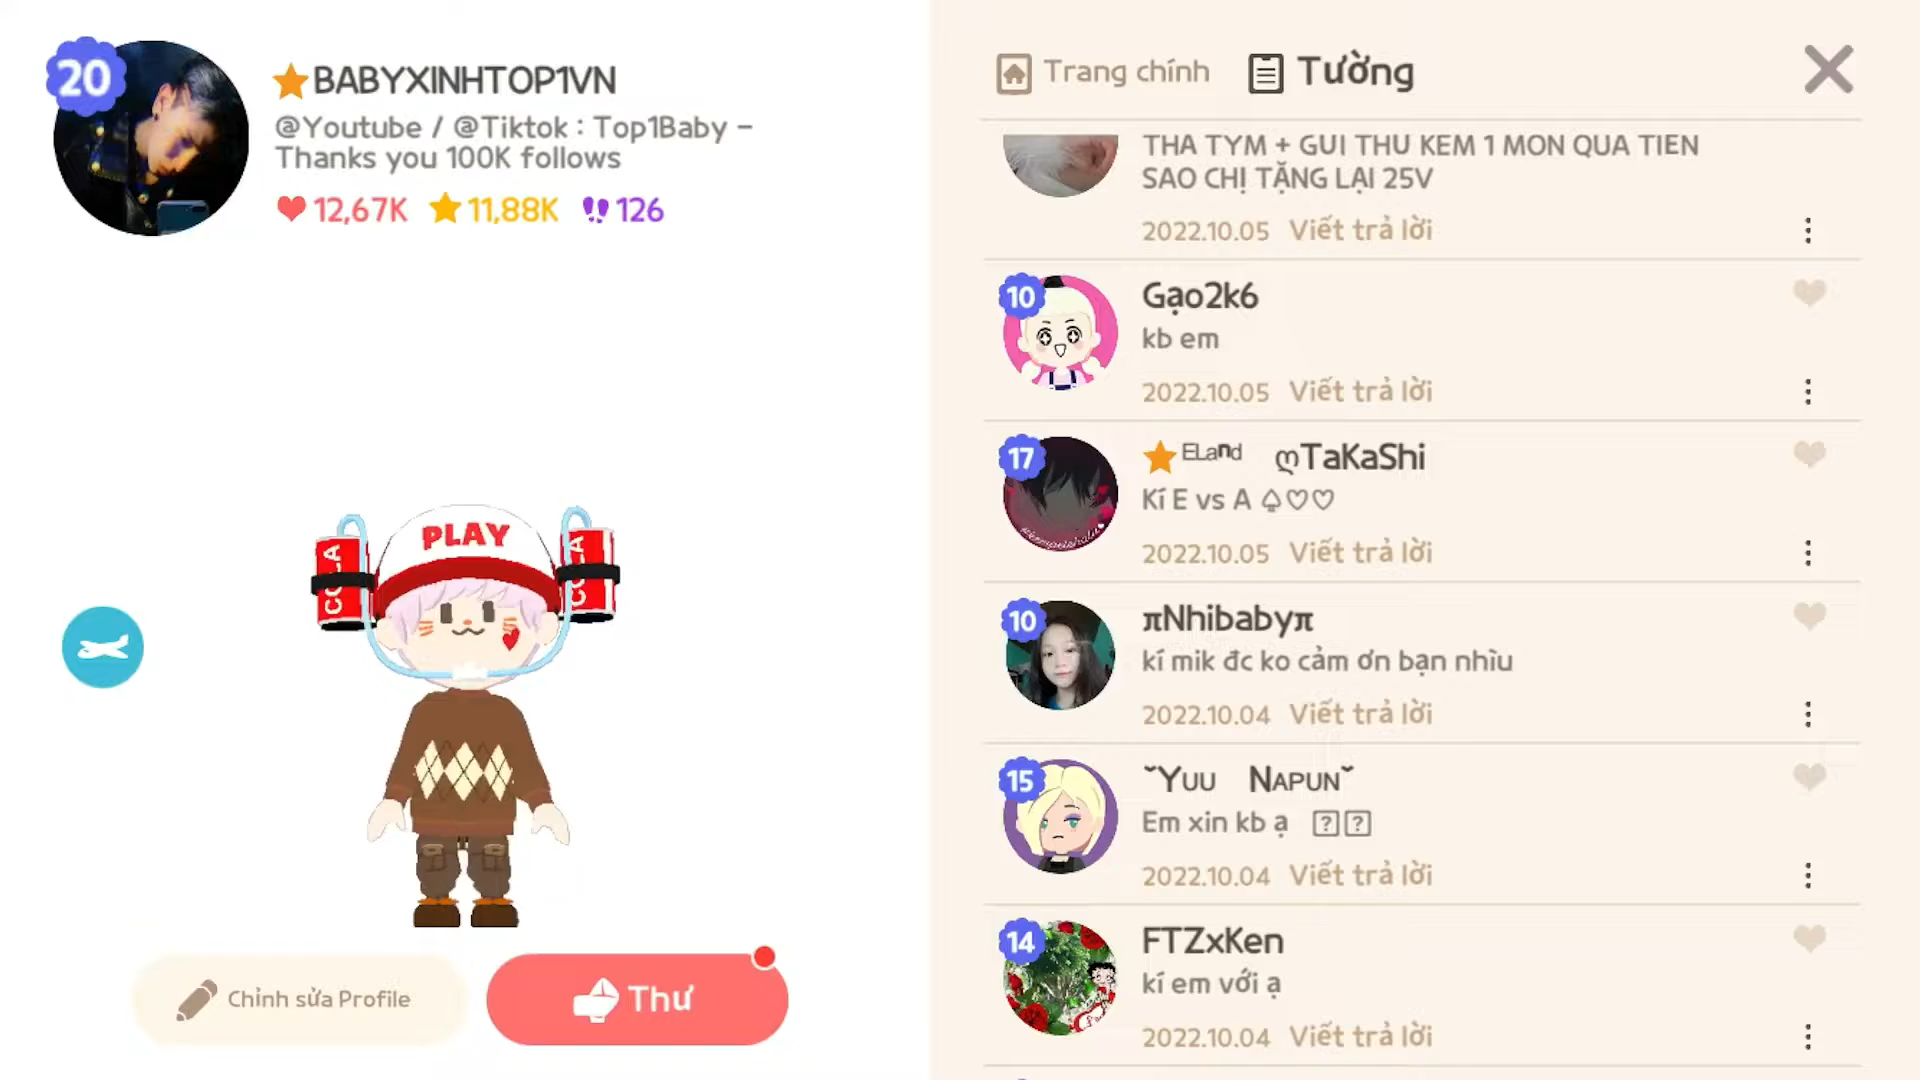 20
BABYXINHTOP1VN
@Youtube / @Tiktok : Top1Baby -
Thanks you 100K follows
12,67K 11,88K 126
PLAY
COLA
COLA
Chỉnh sửa Profile
Thư
Trang chính Tường
THA TYM + GUI THU KEM 1 MON QUA TIEN
SAO CHỊ TẶNG LẠI 25V
2022.10.05 Viết trả lời
10
Gạo2k6
kb em
2022.10.05 Viết trả lời
17
ᴱᴸᵃⁿᵈ ღTaKaShi
Kí E vs A ♤♡♡
2022.10.05 Viết trả lời
10
πNhibabyπ
kí mik đc ko cảm ơn bạn nhìu
2022.10.04 Viết trả lời
15
˘Yuu Napun˘
Em xin kb ạ
2022.10.04 Viết trả lời
14
FTZxKen
kí em với ạ
2022.10.04 Viết trả lời